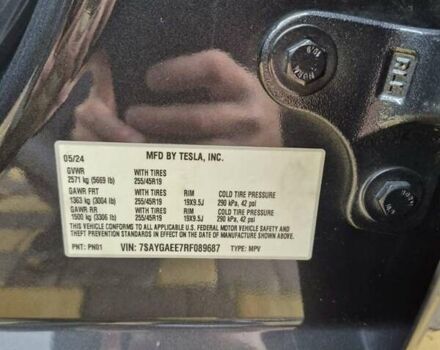 05/24 MFD BY TESLA, INC.
GVWR WITH TIRES
2571 kg (5669 lb) 255/45R19
GAWR FRT WITH TIRES RIM COLD TIRE PRESSURE
1363 kg (3004 lb) 255/45R19 19X9.5J 290 kPa, 42 psi
GAWR RR WITH TIRES RIM COLD TIRE PRESSURE
1500 kg (3306 lb) 255/45R19 19X9.5J 290 kPa, 42 psi
THIS VEHICLE CONFORMS TO ALL APPLICABLE U.S. FEDERAL MOTOR VEHICLE
SAFETY AND THEFT PREVENTION STANDARDS IN EFFECT ON THE DATE OF MANUFACTURE SHOWN ABOVE.
PNT: PN01 VIN: 7SAYGAEE7RF089687 TYPE: MPV
10.9